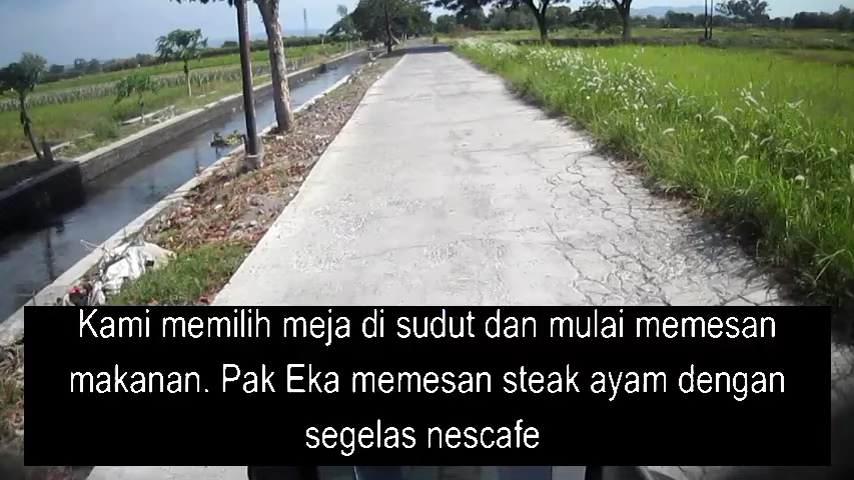 Kami memilih meja di sudut dan mulai memesan
makanan. Pak Eka memesan steak ayam dengan
segelas nescafe